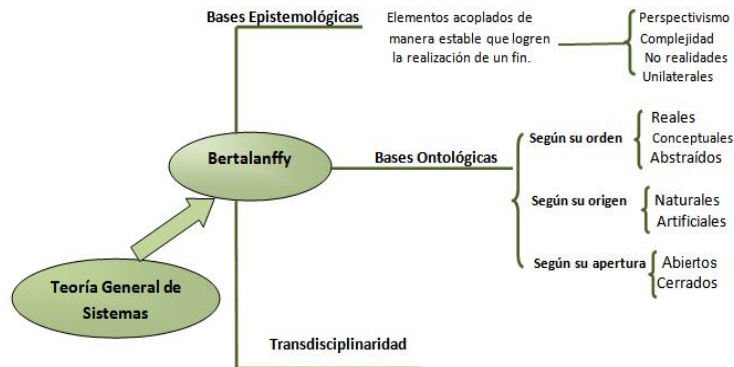 Bases Epistemológicas
Elementos acoplados de
manera estable que logren
la realización de un fin.
Perspectivismo
Complejidad
No realidades
Unilaterales
Bertalanffy
Bases Ontológicas
Según su orden
Reales
Conceptuales
Abstraídos
Según su origen
Naturales
Artificiales
Según su apertura
Abiertos
Cerrados
Teoría General de
Sistemas
Transdisciplinaridad